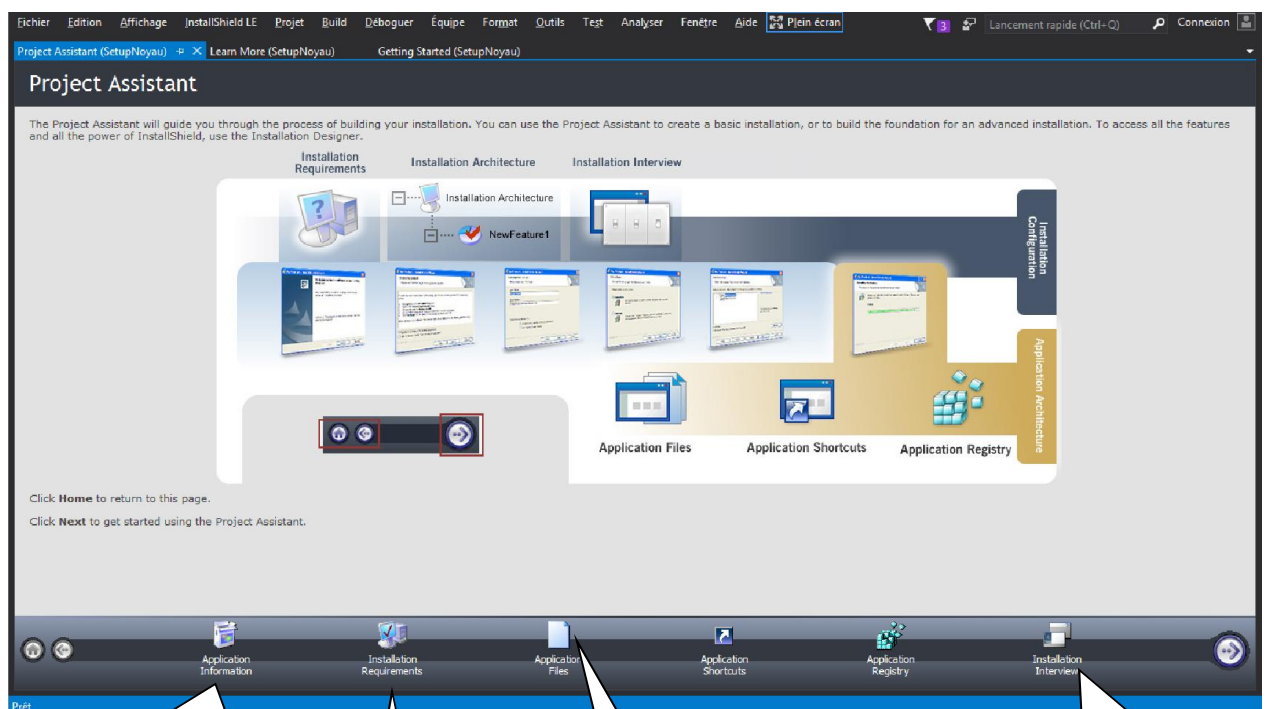 Fichier Edition Affichage InstallShield LE Projet Build Déboguer Équipe Format Outils Test Analyser Fenêtre Aide Plein écran 3 Lancement rapide (Ctrl+Q) Connexion
Project Assistant (SetupNoyau) Learn More (SetupNoyau) Getting Started (SetupNoyau)
Project Assistant
The Project Assistant will guide you through the process of building your installation. You can use the Project Assistant to create a basic installation, or to build the foundation for an advanced installation. To access all the features
and all the power of InstallShield, use the Installation Designer.
Installation
Requirements
Installation Architecture
Installation Interview
Installation Architecture
NewFeature1
Installation
Configuration
Application Architecture
Application Files
Application Shortcuts
Application Registry
Click Home to return to this page.
Click Next to get started using the Project Assistant.
Application
Information
Installation
Requirements
Application
Files
Application
Shortcuts
Application
Registry
Installation
Interview
Prêt